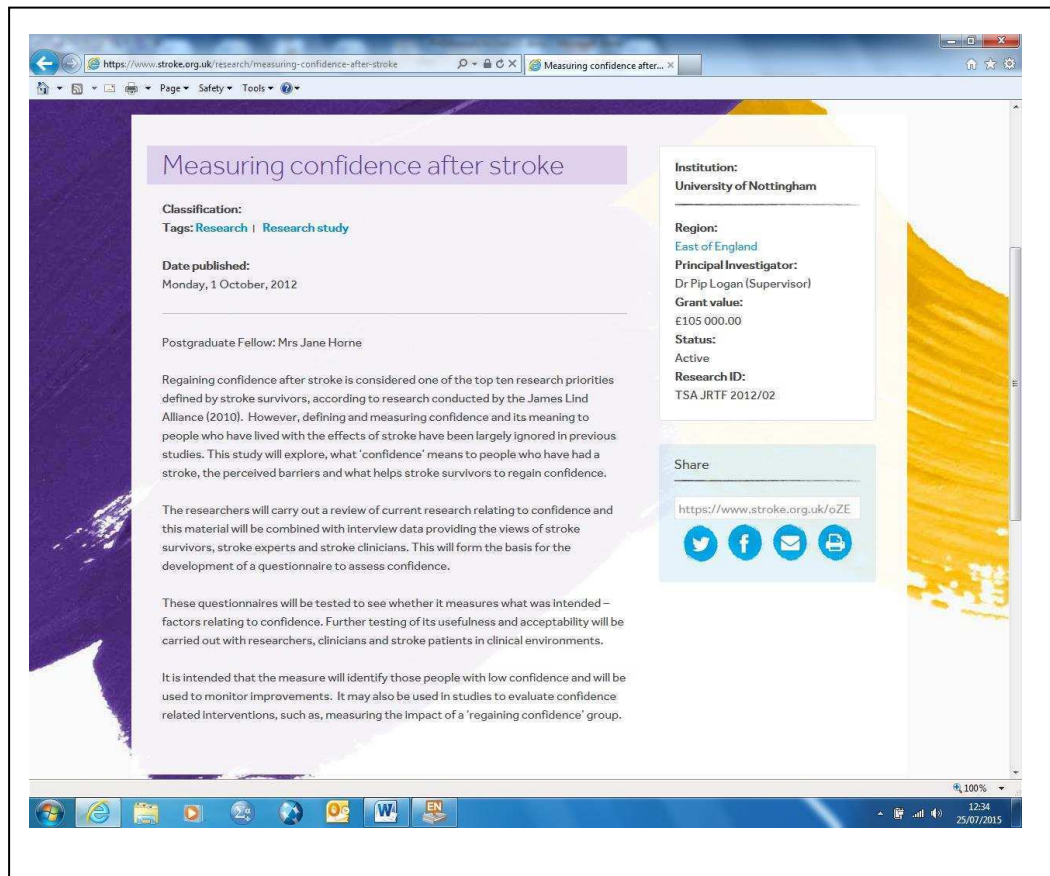 https://www.stroke.org.uk/research/measuring-confidence-after-stroke
Measuring confidence after...
Page Safety Tools
Measuring confidence after stroke
Classification:
Tags: Research | Research study
Date published:
Monday, 1 October, 2012
Postgraduate Fellow: Mrs Jane Horne
Regaining confidence after stroke is considered one of the top ten research priorities
defined by stroke survivors, according to research conducted by the James Lind
Alliance (2010). However, defining and measuring confidence and its meaning to
people who have lived with the effects of stroke have been largely ignored in previous
studies. This study will explore, what 'confidence' means to people who have had a
stroke, the perceived barriers and what helps stroke survivors to regain confidence.
The researchers will carry out a review of current research relating to confidence and
this material will be combined with interview data providing the views of stroke
survivors, stroke experts and stroke clinicians. This will form the basis for the
development of a questionnaire to assess confidence.
These questionnaires will be tested to see whether it measures what was intended –
factors relating to confidence. Further testing of its usefulness and acceptability will be
carried out with researchers, clinicians and stroke patients in clinical environments.
It is intended that the measure will identify those people with low confidence and will be
used to monitor improvements. It may also be used in studies to evaluate confidence
related interventions, such as, measuring the impact of a 'regaining confidence' group.
Institution:
University of Nottingham
Region:
East of England
Principal Investigator:
Dr Pip Logan (Supervisor)
Grant value:
£105 000.00
Status:
Active
Research ID:
TSA JRTF 2012/02
Share
https://www.stroke.org.uk/oZE
100%
EN
12:34
25/07/2015